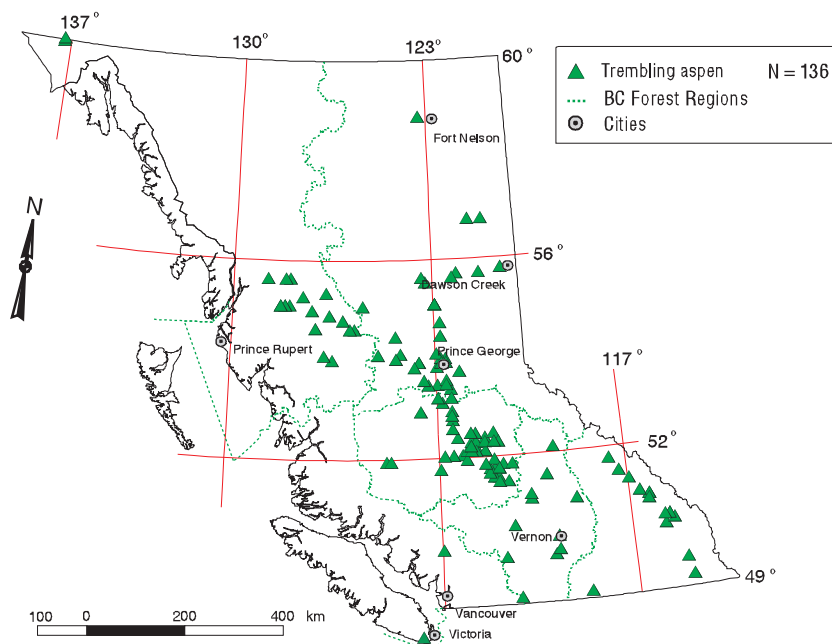 137°
130°
123°
60°
Trembling aspen N = 136
BC Forest Regions
Cities
Fort Nelson
N
56°
Dawson Creek
Prince Rupert
Prince George
117°
52°
Vernon
49°
Vancouver
Victoria
100 0 200 400 km